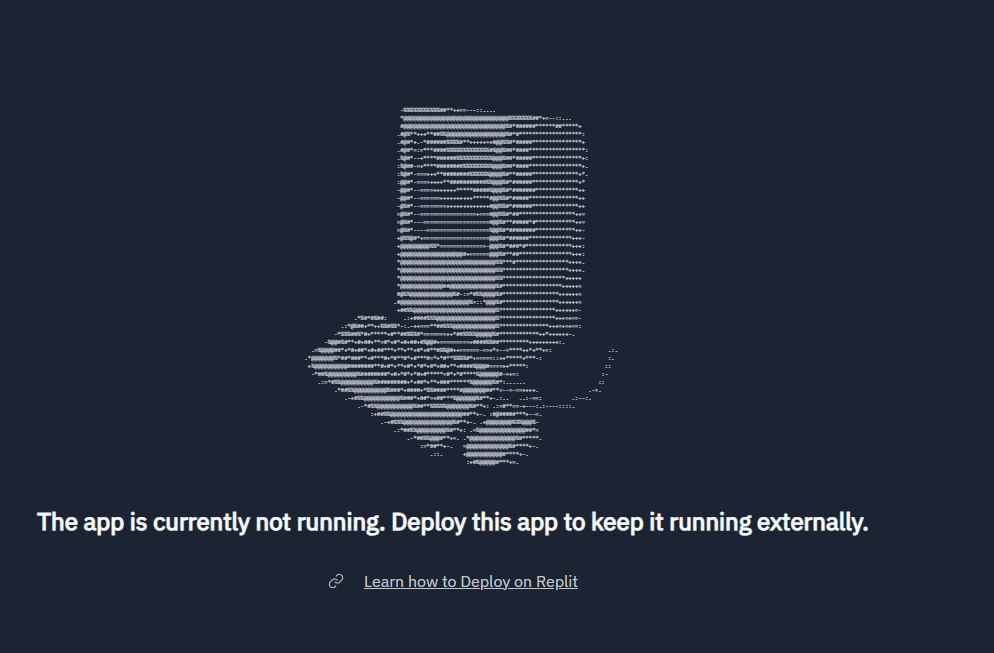 The app is currently not running. Deploy this app to keep it running externally.
Learn how to Deploy on Replit